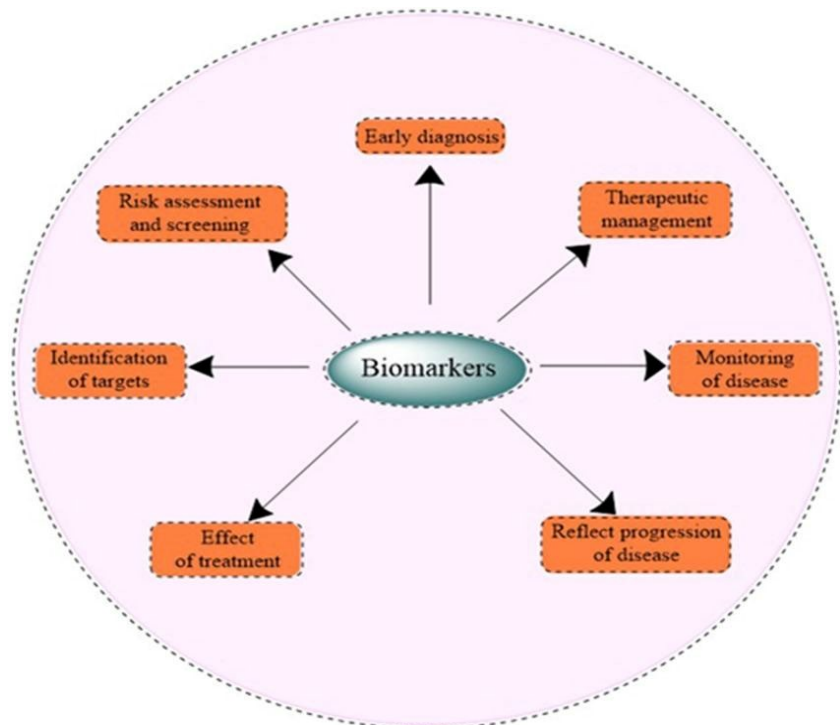 Early diagnosis
Risk assessment
and screening
Therapeutic
management
Identification
of targets
Biomarkers
Monitoring
of disease
Effect
of treatment
Reflect progression
of disease